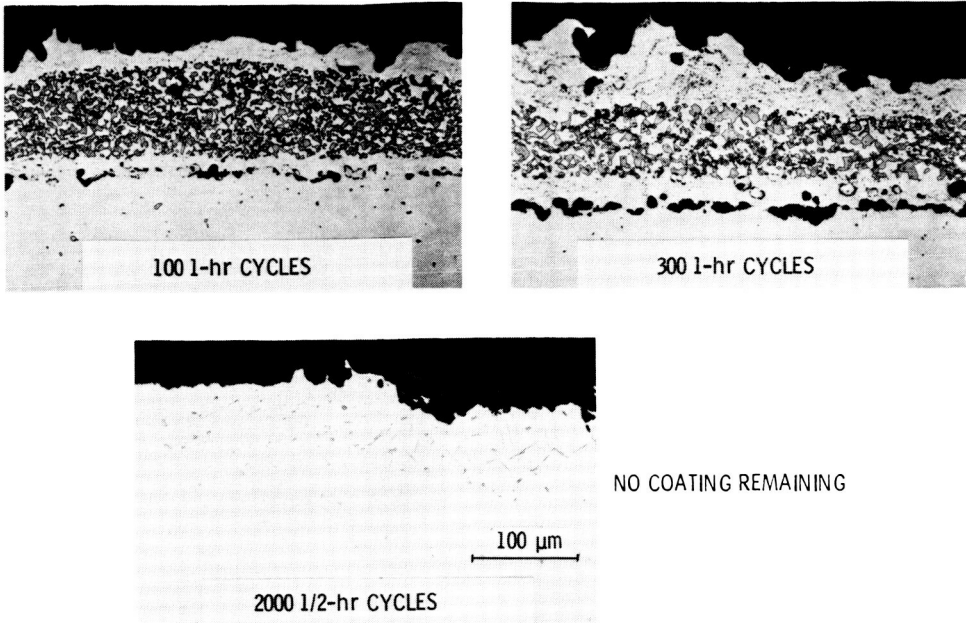 100 1-hr CYCLES
300 1-hr CYCLES
NO COATING REMAINING
100 μm
2000 1/2-hr CYCLES